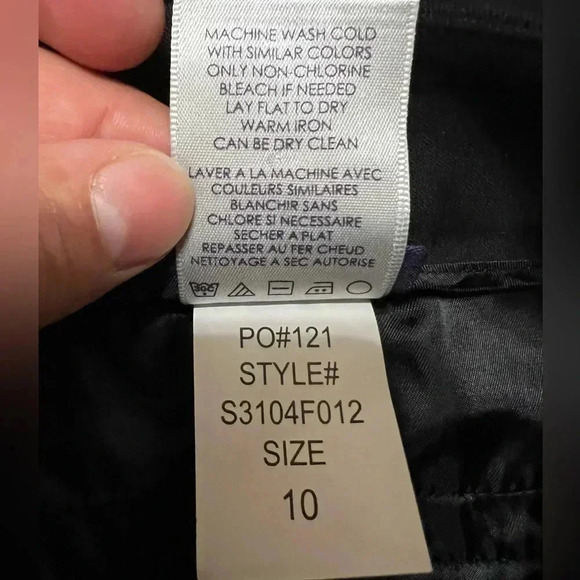 MACHINE WASH COLD
WITH SIMILAR COLORS
ONLY NON-CHLORINE
BLEACH IF NEEDED
LAY FLAT TO DRY
WARM IRON
CAN BE DRY CLEAN
LAVER A LA MACHINE AVEC
COULEURS SIMILAIRES
BLANCHIR SANS
CHLORE SI NECESSAIRE
SECHER A PLAT
REPASSER AU FER CHEUD
NETTOYAGE A SEC AUTORISE
30C
PO#121
STYLE#
S3104F012
SIZE
10